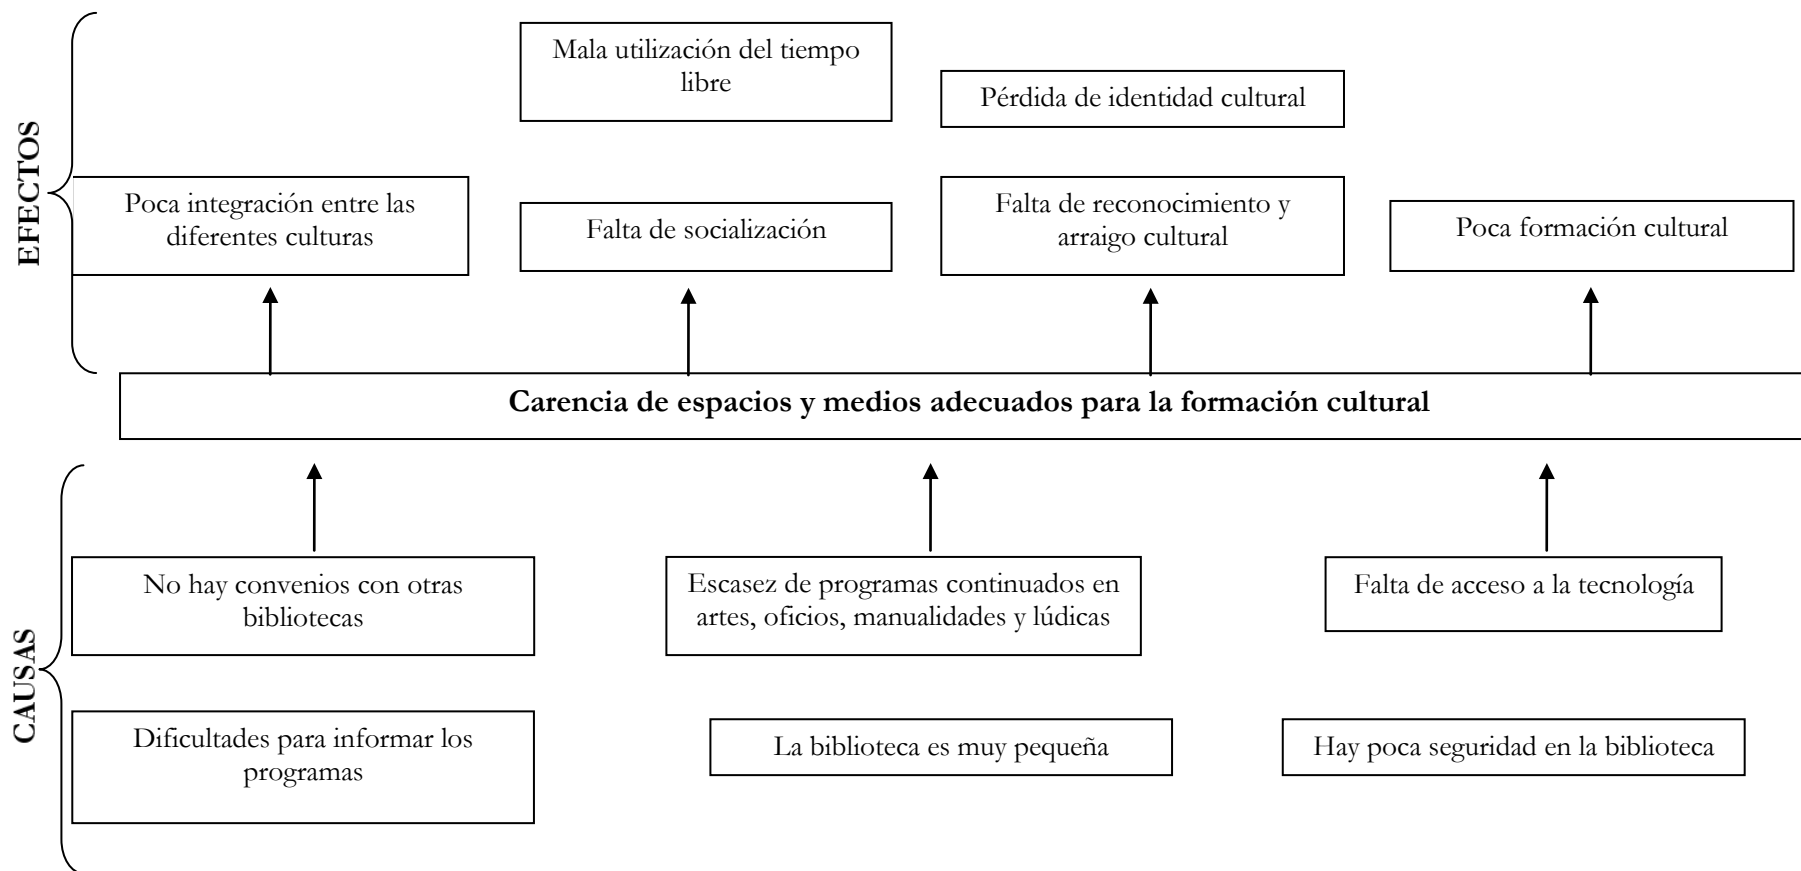 EFECTOS
Mala utilización del tiempo
libre
Pérdida de identidad cultural
Poca integración entre las
diferentes culturas
Falta de socialización
Falta de reconocimiento y
arraigo cultural
Poca formación cultural
Carencia de espacios y medios adecuados para la formación cultural
CAUSAS
No hay convenios con otras
bibliotecas
Escasez de programas continuados en
artes, oficios, manualidades y lúdicas
Falta de acceso a la tecnología
Dificultades para informar los
programas
La biblioteca es muy pequeña
Hay poca seguridad en la biblioteca